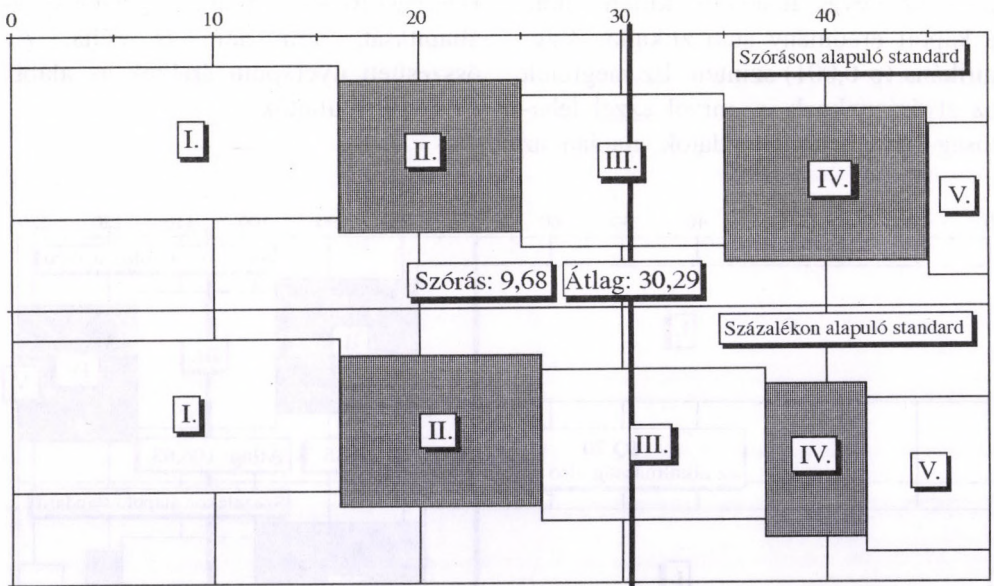 0 10 20 30 40
Szóráson alapuló standard
I. II. III. IV. V.
Szórás: 9,68 Átlag: 30,29
Százalékon alapuló standard
I. II. III. IV. V.